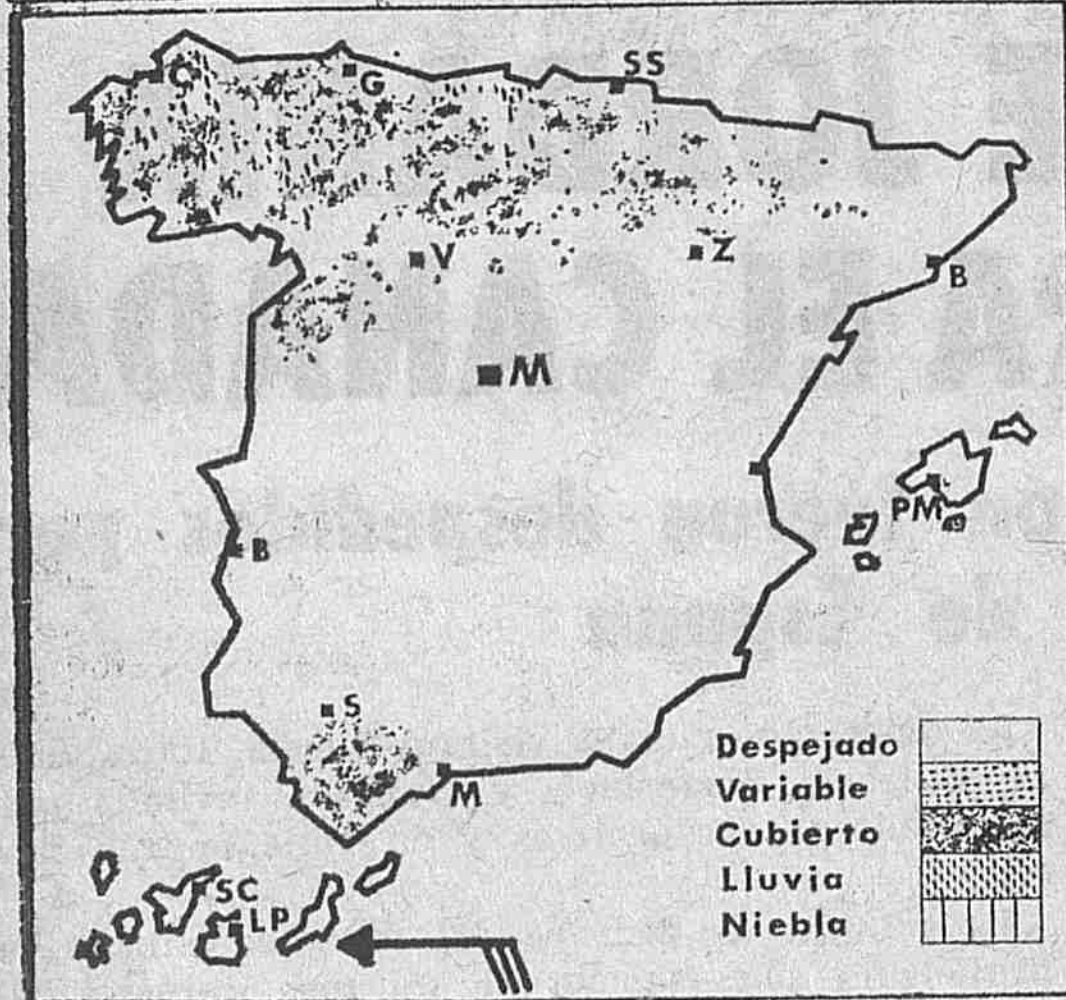 C
G
SS
V
Z
B
M
PM
B
S
M
Despejado
Variable
Cubierto
Lluvia
Niebla
SC
LP